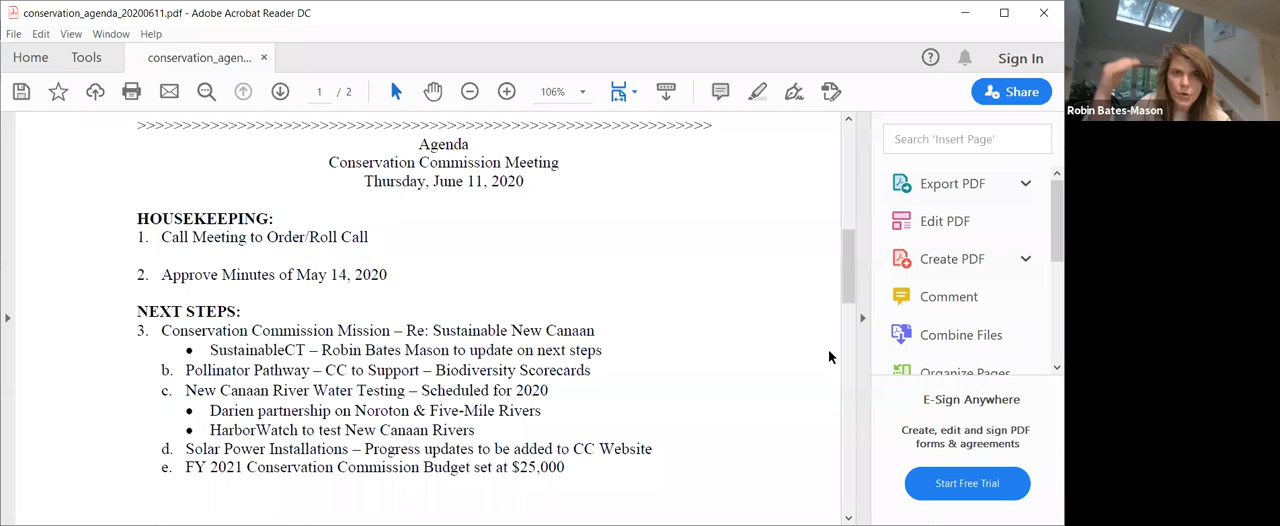 conservation_agenda_20200611.pdf - Adobe Acrobat Reader DC
File Edit View Window Help
Home Tools conservation_agen... ×
Sign In
1 / 2
106%
Share
>>>>>>>>>>>>>>>>>>>>>>>>>>>>>>>>>>>>>>>>>>>>>>>>>>>>>>>>>>>>>>>
Agenda
Conservation Commission Meeting
Thursday, June 11, 2020
HOUSEKEEPING:
1. Call Meeting to Order/Roll Call
2. Approve Minutes of May 14, 2020
NEXT STEPS:
3. Conservation Commission Mission – Re: Sustainable New Canaan
• SustainableCT – Robin Bates Mason to update on next steps
b. Pollinator Pathway – CC to Support – Biodiversity Scorecards
c. New Canaan River Water Testing – Scheduled for 2020
• Darien partnership on Noroton & Five-Mile Rivers
• HarborWatch to test New Canaan Rivers
d. Solar Power Installations – Progress updates to be added to CC Website
e. FY 2021 Conservation Commission Budget set at $25,000
Search 'Insert Page'
Export PDF
Edit PDF
Create PDF
Comment
Combine Files
Organize Pages
E-Sign Anywhere
Create, edit and sign PDF
forms & agreements
Start Free Trial
Robin Bates-Mason